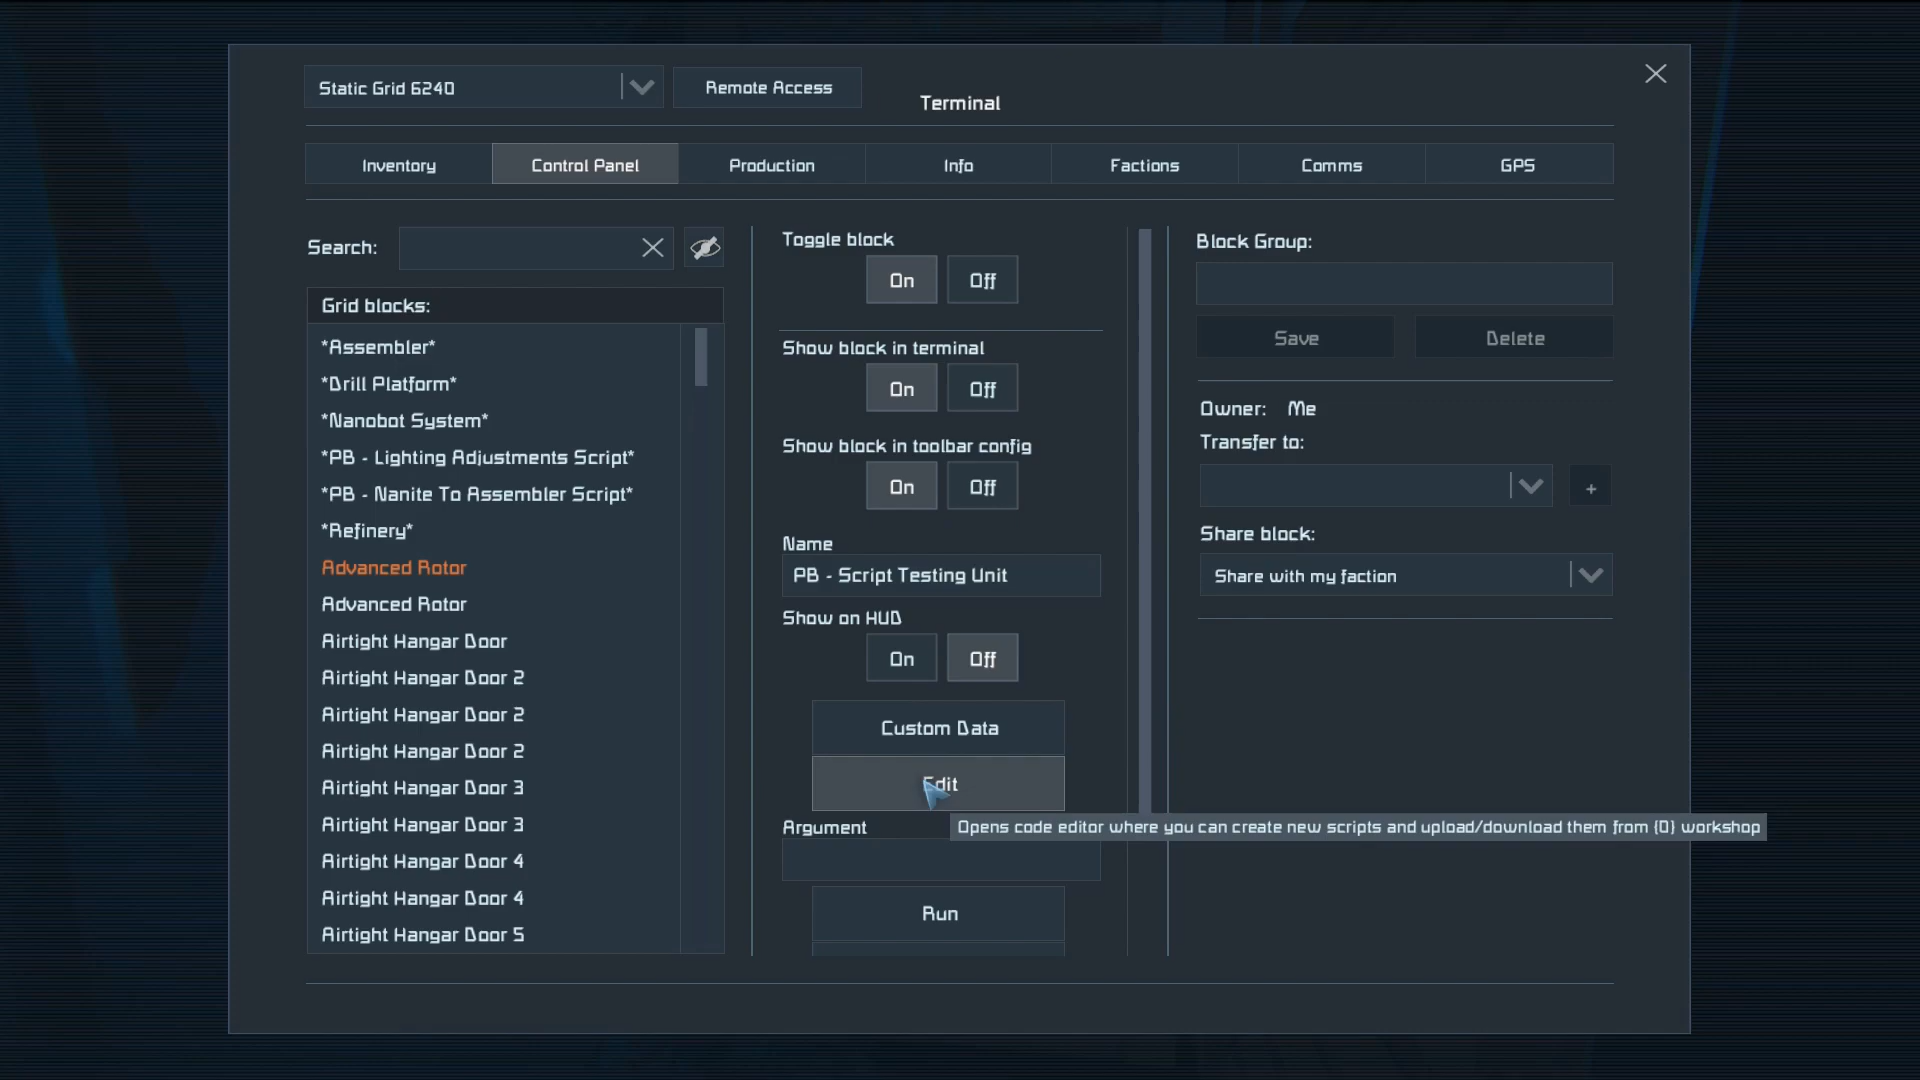 Static Grid 6240
Remote Access
Terminal
Inventory
Control Panel
Production
Info
Factions
Comms
GPS
Search:
Grid blocks:
*Assembler*
*Drill Platform*
*Nanobot System*
*PB - Lighting Adjustments Script*
*PB - Nanite To Assembler Script*
*Refinery*
Advanced Rotor
Advanced Rotor
Airtight Hangar Door
Airtight Hangar Door 2
Airtight Hangar Door 2
Airtight Hangar Door 2
Airtight Hangar Door 3
Airtight Hangar Door 3
Airtight Hangar Door 4
Airtight Hangar Door 4
Airtight Hangar Door 5
Toggle block
On Off
Show block in terminal
On Off
Show block in toolbar config
On Off
Name
PB - Script Testing Unit
Show on HUD
On Off
Custom Data
Edit
Argument
Opens code editor where you can create new scripts and upload/download them from {0} workshop
Run
Block Group:
Save
Delete
Owner: Me
Transfer to:
+
Share block:
Share with my faction